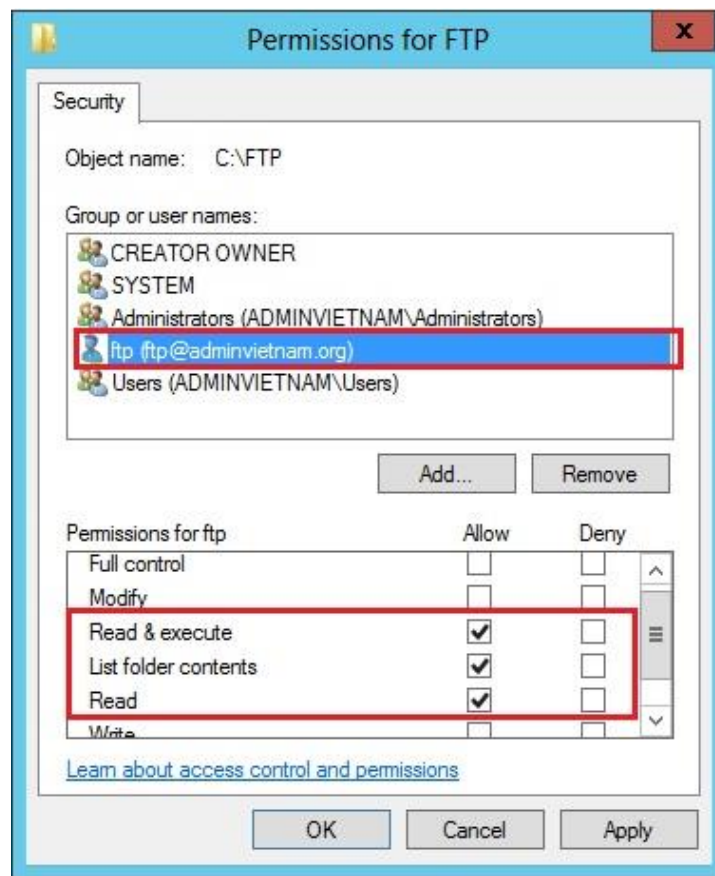 Permissions for FTP
x
Security
Object name: C:\FTP
Group or user names:
CREATOR OWNER
SYSTEM
Administrators (ADMINVIETNAM\Administrators)
ftp (ftp@adminvietnam.org)
Users (ADMINVIETNAM\Users)
Add... Remove
Permissions for ftp Allow Deny
Full control
Modify
Read & execute
List folder contents
Read
Write
Learn about access control and permissions
OK Cancel Apply